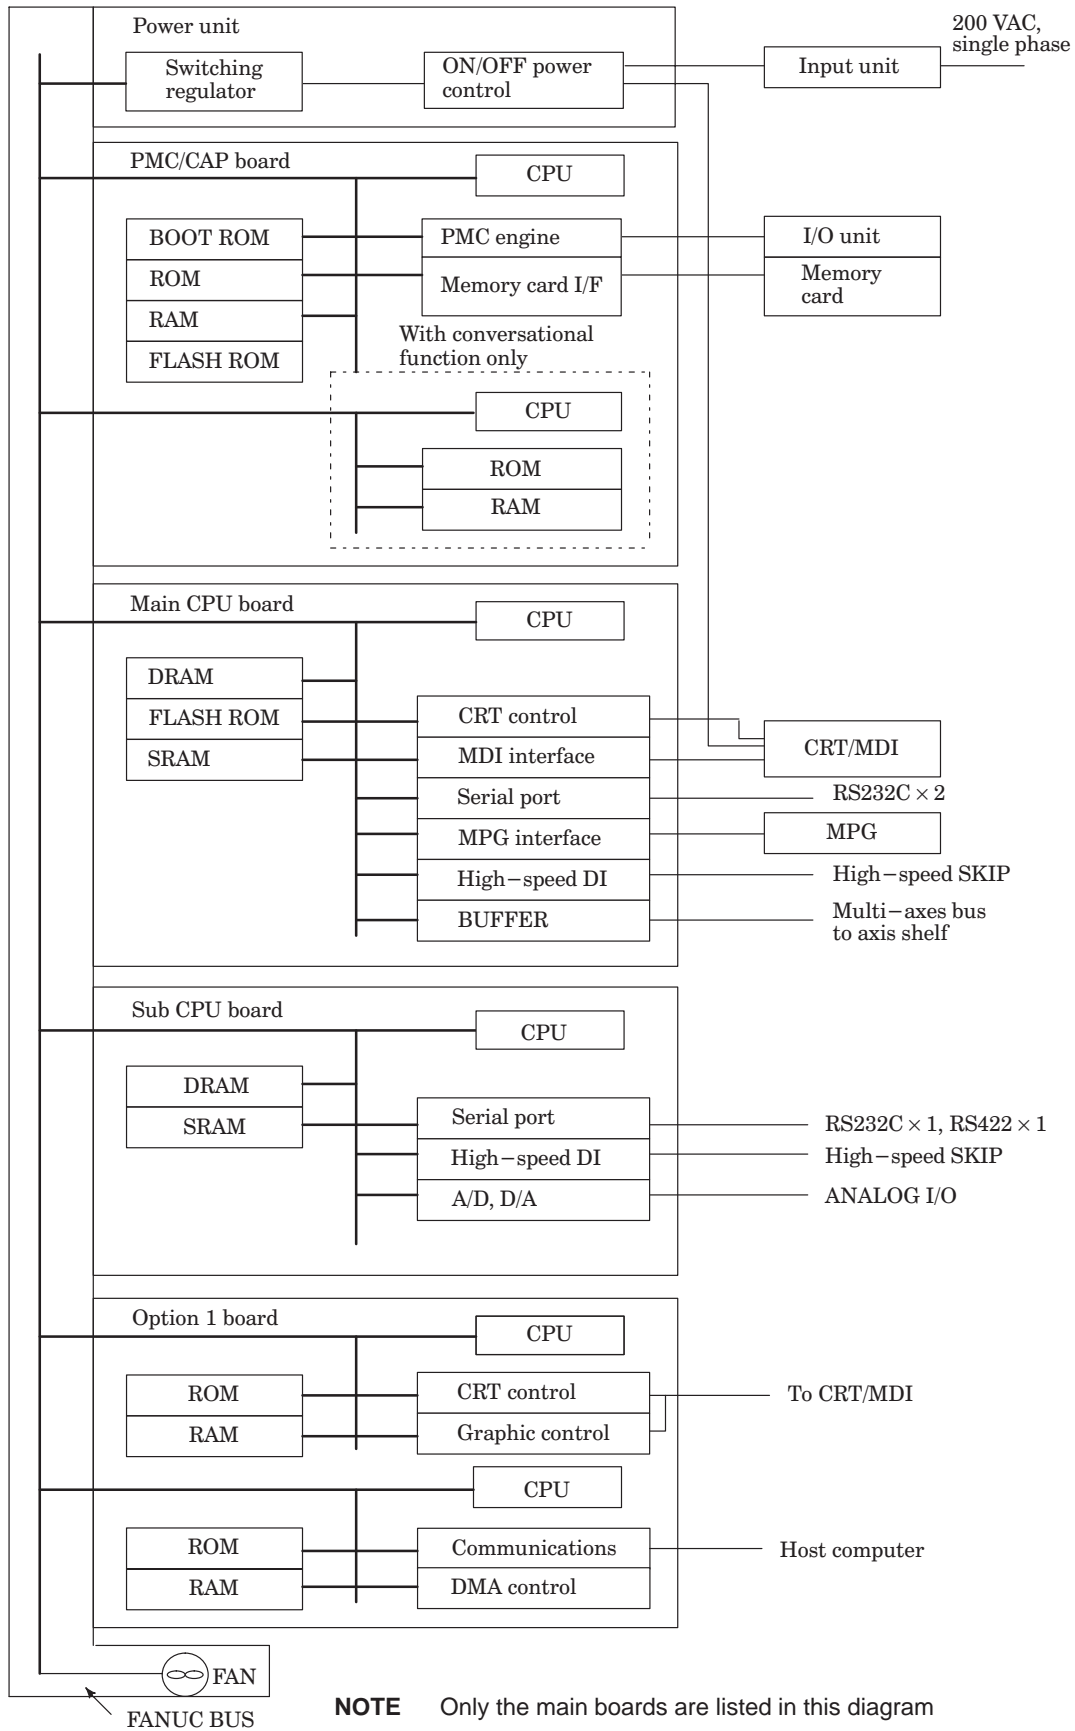 Power unit
Switching
regulator
ON/OFF power
control
Input unit
200 VAC,
single phase
PMC/CAP board
CPU
BOOT ROM
ROM
RAM
FLASH ROM
PMC engine
Memory card I/F
I/O unit
Memory
card
With conversational
function only
CPU
ROM
RAM
Main CPU board
CPU
DRAM
FLASH ROM
SRAM
CRT control
MDI interface
Serial port
MPG interface
High−speed DI
BUFFER
CRT/MDI
RS232C × 2
MPG
High−speed SKIP
Multi−axes bus
to axis shelf
Sub CPU board
CPU
DRAM
SRAM
Serial port
High−speed DI
A/D, D/A
RS232C × 1, RS422 × 1
High−speed SKIP
ANALOG I/O
Option 1 board
CPU
ROM
RAM
CRT control
Graphic control
To CRT/MDI
CPU
ROM
RAM
Communications
DMA control
Host computer
FAN
FANUC BUS
NOTE Only the main boards are listed in this diagram